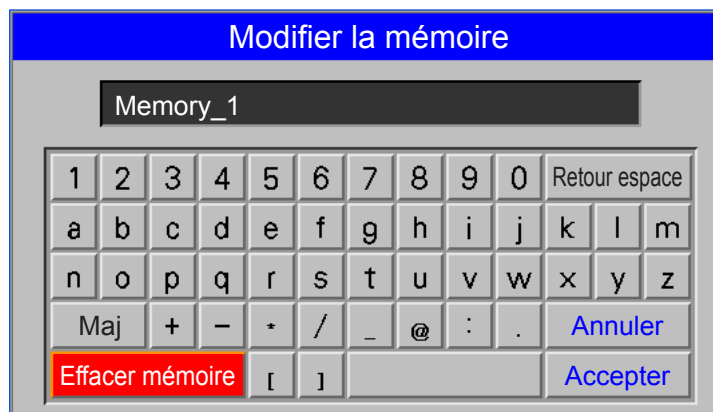 Modifier la mémoire
Memory_1
1 2 3 4 5 6 7 8 9 0 Retour espace
a b c d e f g h i j k l m
n o p q r s t u v w x y z
Maj + − * / _ @ : . Annuler
Effacer mémoire [ ] Accepter